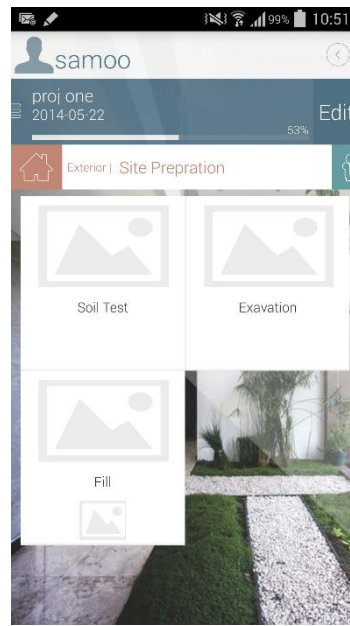 99% 10:51
samoo
proj one
2014-05-22
53%
Edit
Exterior | Site Prepration
Soil Test
Exavation
Fill